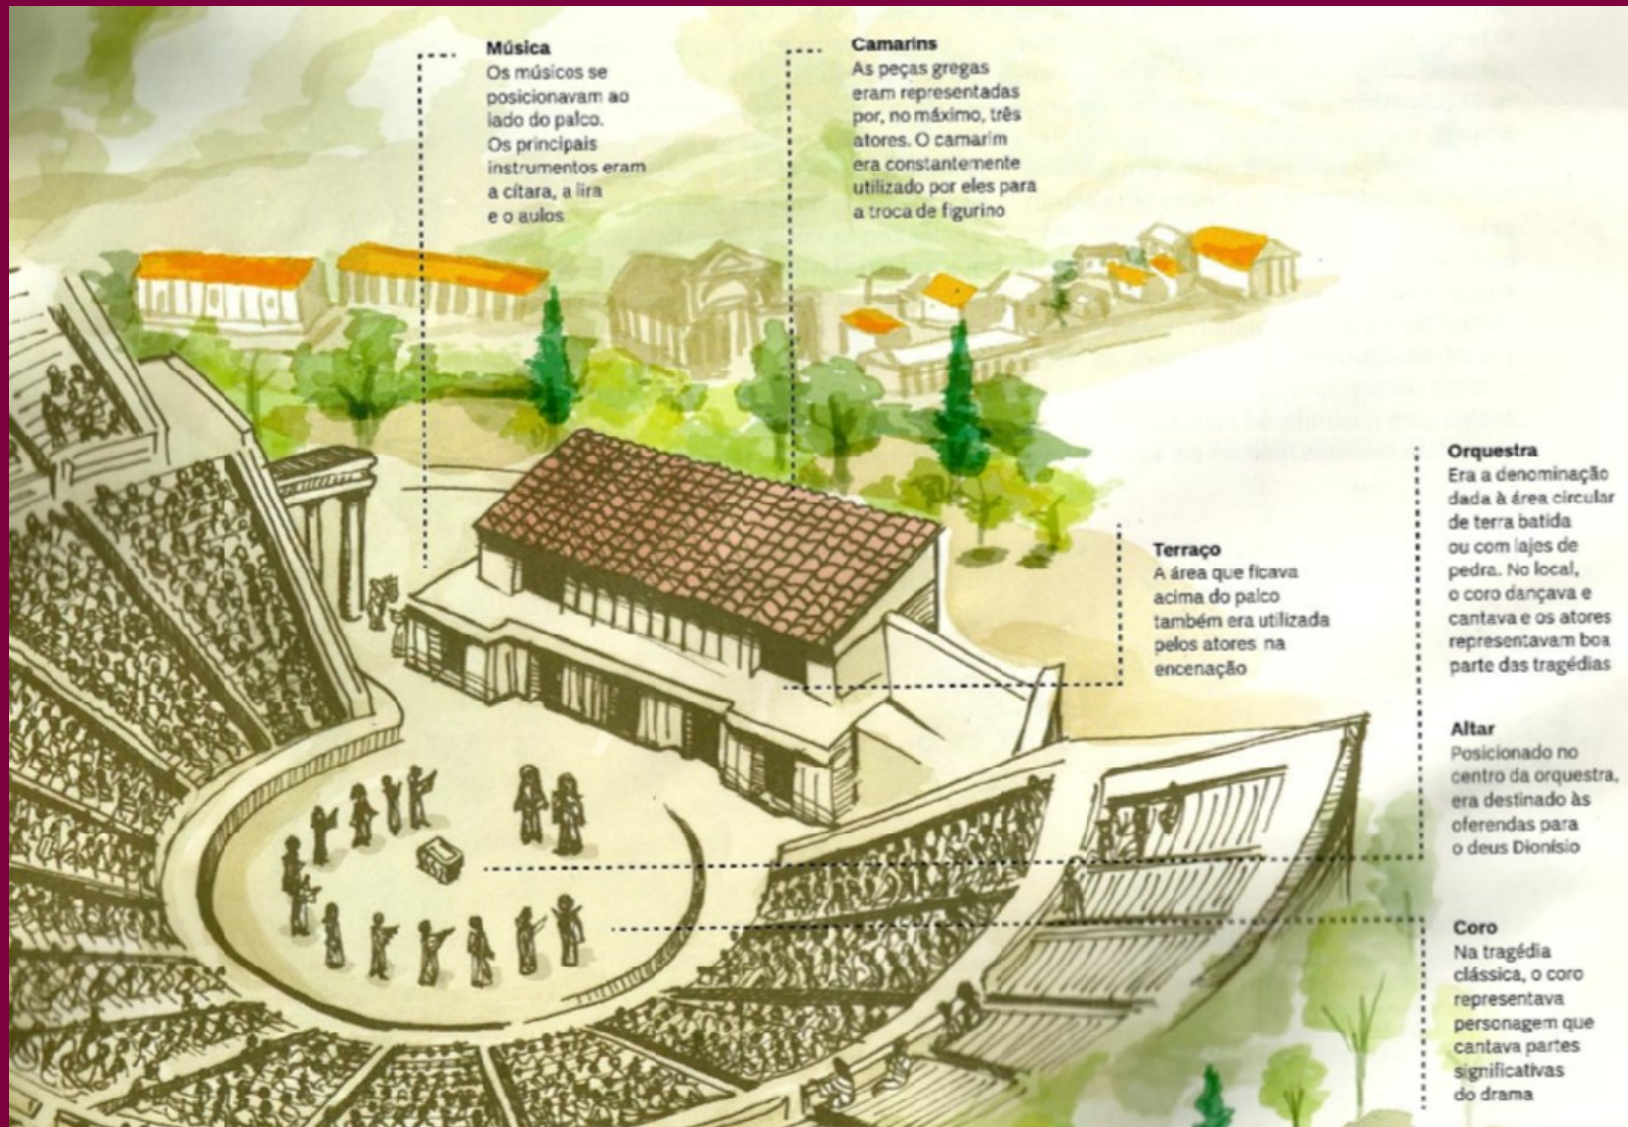 Música
Os músicos se
posicionavam ao
lado do palco.
Os principais
instrumentos eram
a cítara, a lira
e o aulos
Camarins
As peças gregas
eram representadas
por, no máximo, três
atores. O camarim
era constantemente
utilizado por eles para
a troca de figurino
Terraço
A área que ficava
acima do palco
também era utilizada
pelos atores na
encenação
Orquestra
Era a denominação
dada à área circular
de terra batida
ou com lajes de
pedra. No local,
o coro dançava e
cantava e os atores
representavam boa
parte das tragédias
Altar
Posicionado no
centro da orquestra,
era destinado às
oferendas para
o deus Dionísio
Coro
Na tragédia
clássica, o coro
representava
personagem que
cantava partes
significativas
do drama